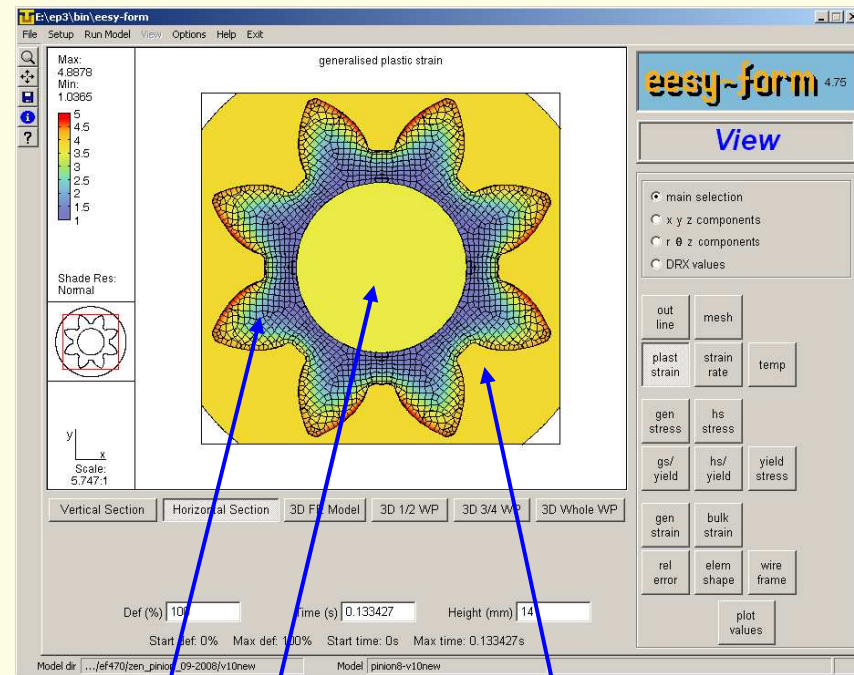 E:\ep3\bin\eesy-form
File Setup Run Model View Options Help Exit
Max:
4.8878
Min:
1.0365
5
4.5
4
3.5
3
2.5
2
1.5
1
Shade Res:
Normal
y
x
Scale:
5.747:1
generalised plastic strain
eesy-form 4.75
View
main selection
x y z components
r θ z components
DRX values
out line
mesh
plast strain
strain rate
temp
gen stress
hs stress
gs/ yield
hs/ yield
yield stress
gen strain
bulk strain
rel error
elem shape
wire frame
plot values
Vertical Section Horizontal Section 3D FE Model 3D 1/2 WP 3D 3/4 WP 3D Whole WP
Def (%) 100 Time (s) 0.133427 Height (mm) 14
Start def: 0% Max def: 100% Start time: 0s Max time: 0.133427s
Model dir .../ef470/zen_pinion_09-2008/v10new Model pinion8-v10new